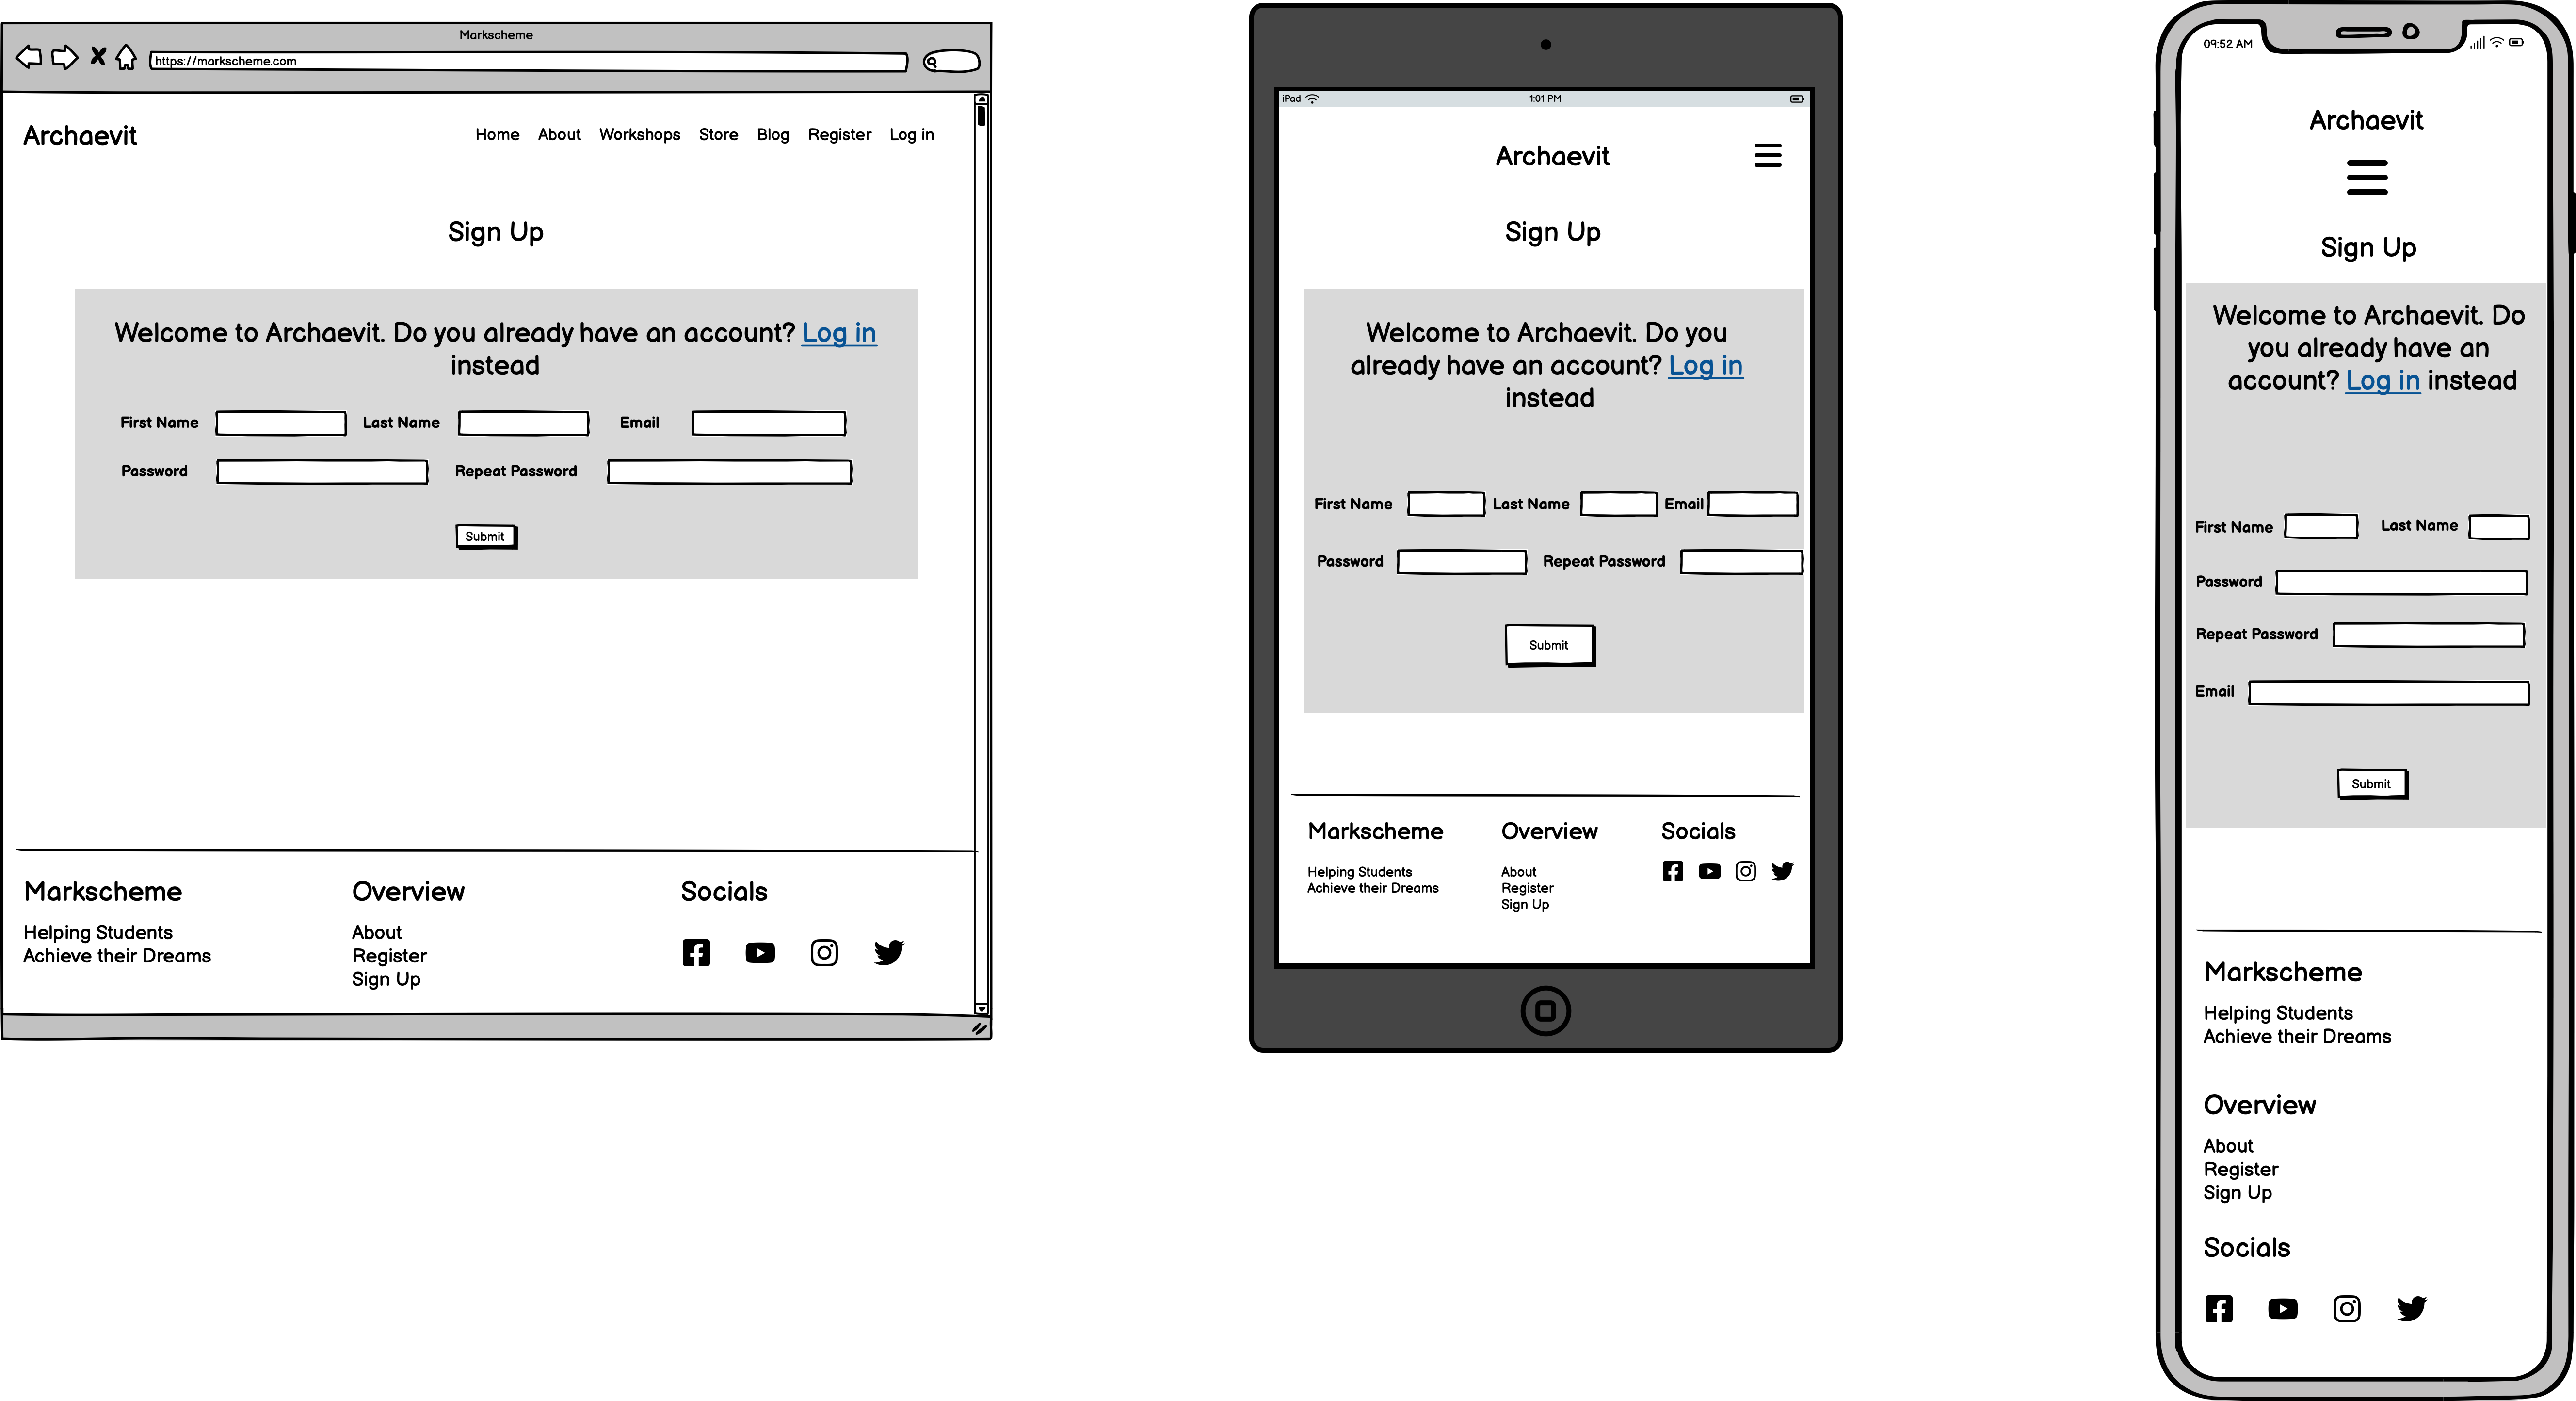 Markscheme
https://markscheme.com
Archaevit
Home About Workshops Store Blog Register Log in
Sign Up
Welcome to Archaevit. Do you already have an account? Log in
instead
First Name Last Name Email
Password Repeat Password
Submit
Markscheme Overview Socials
Helping Students About
Achieve their Dreams Register
Sign Up
iPad 1:01 PM
Archaevit
Sign Up
Welcome to Archaevit. Do you
already have an account? Log in
instead
First Name Last Name Email
Password Repeat Password
Submit
Markscheme Overview Socials
Helping Students About
Achieve their Dreams Register
Sign Up
09:52 AM
Archaevit
Sign Up
Welcome to Archaevit. Do
you already have an
account? Log in instead
First Name Last Name
Password
Repeat Password
Email
Submit
Markscheme
Helping Students
Achieve their Dreams
Overview
About
Register
Sign Up
Socials